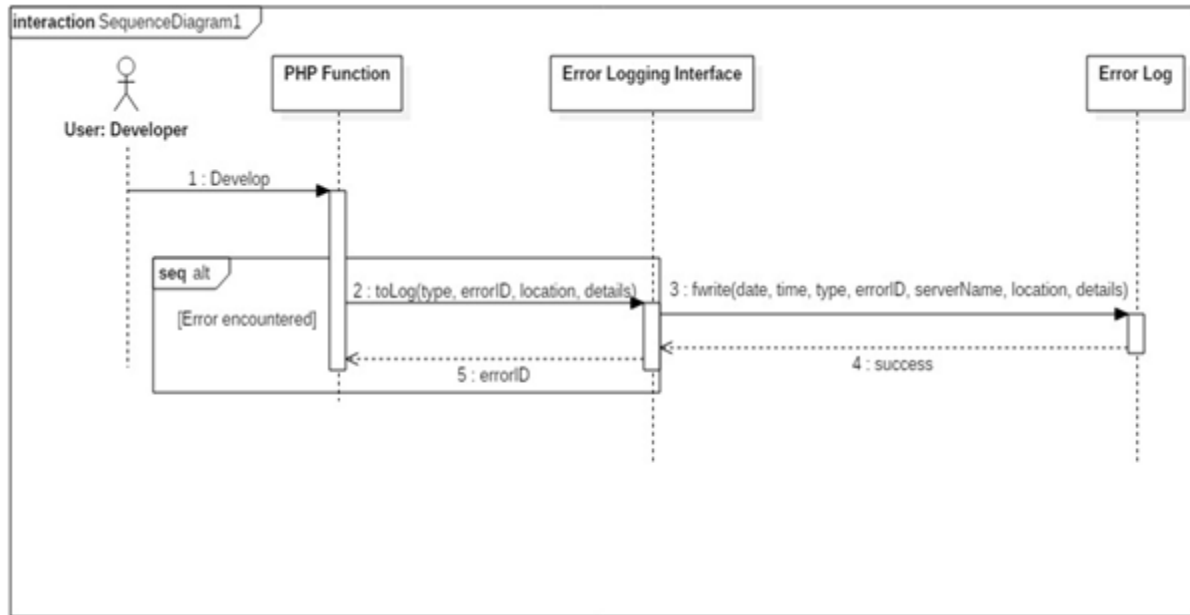 interaction SequenceDiagram1
PHP Function
Error Logging Interface
Error Log
User: Developer
1 : Develop
seq alt
2 : toLog(type, errorID, location, details)
3 : fwrite(date, time, type, errorID, serverName, location, details)
[Error encountered]
4 : success
5 : errorID